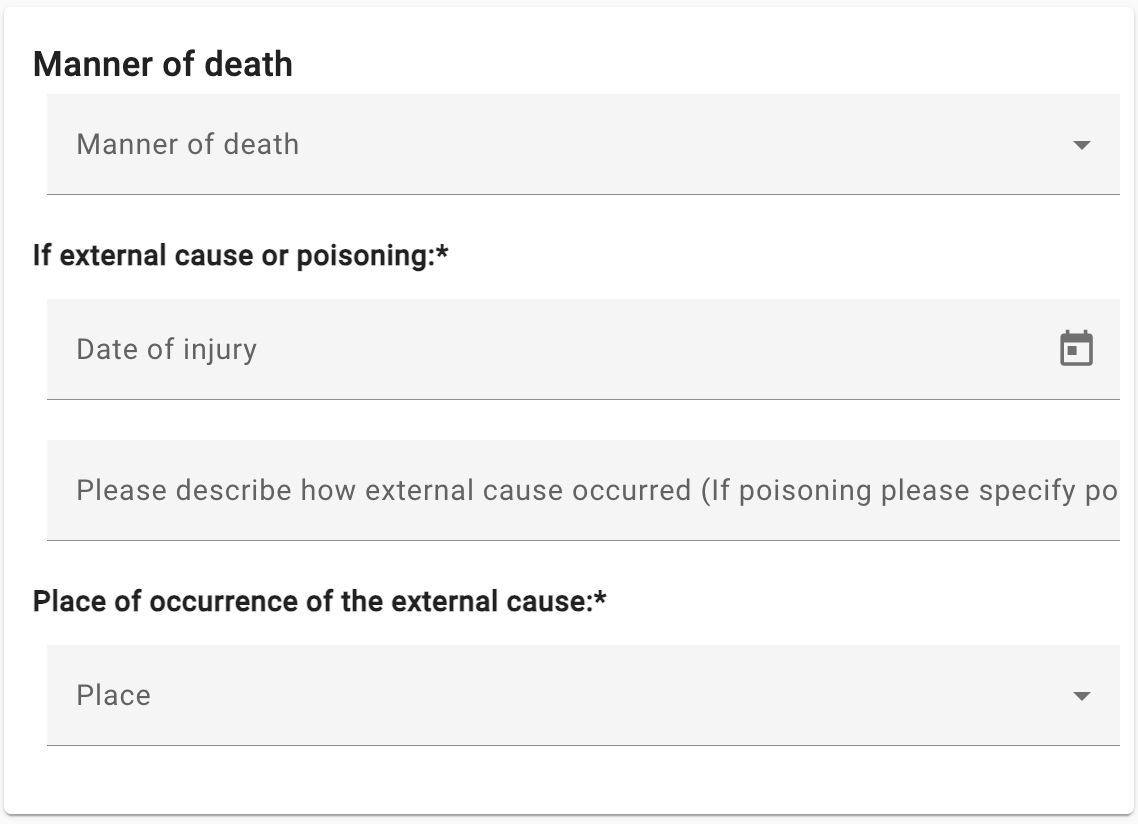 Manner of death
Manner of death
If external cause or poisoning:*
Date of injury
Please describe how external cause occurred (If poisoning please specify po
Place of occurrence of the external cause:*
Place